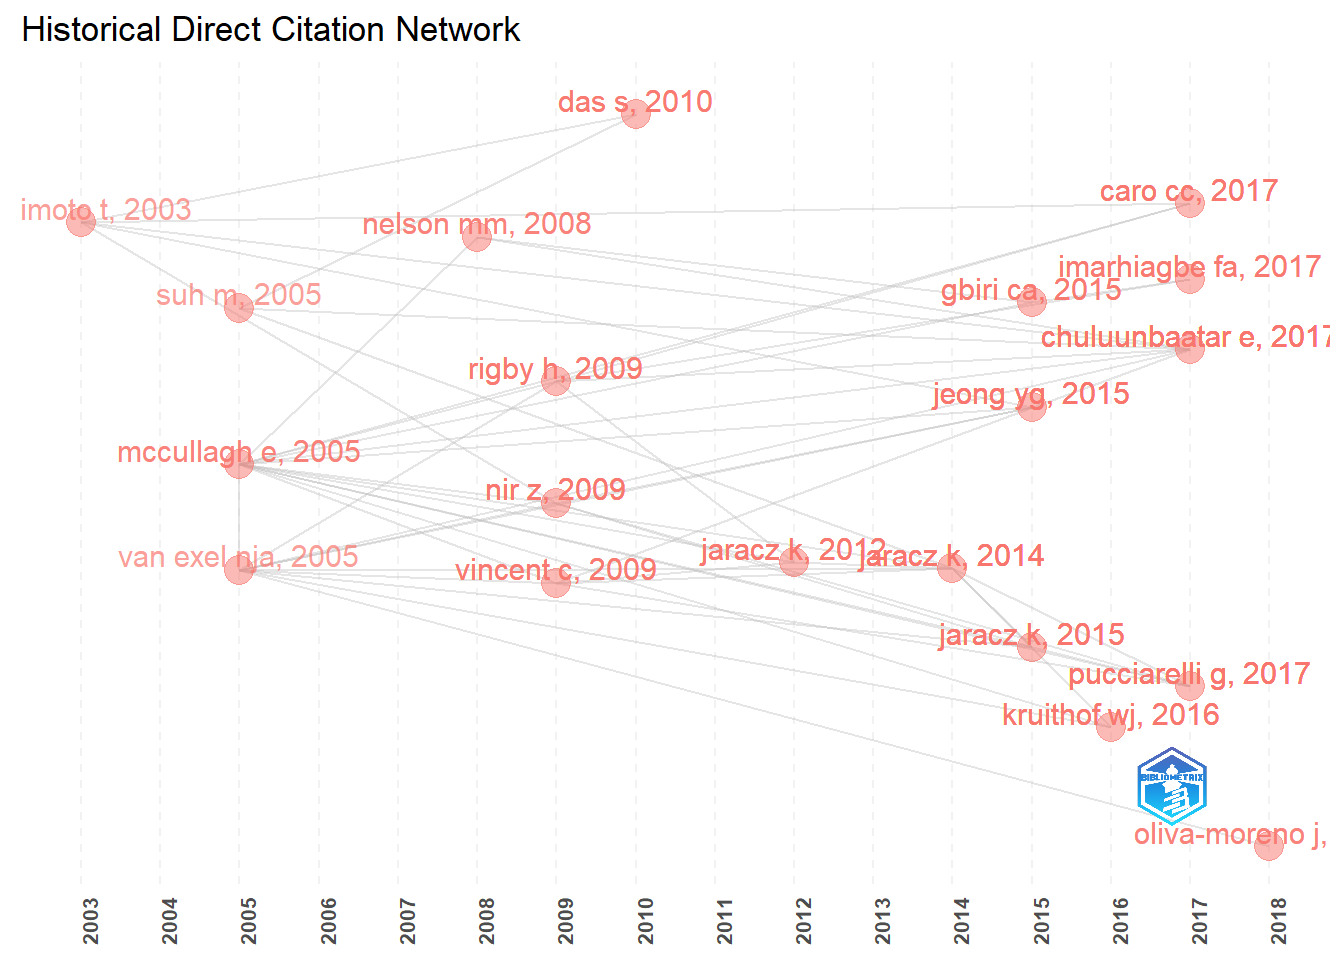 Historical Direct Citation Network
das s, 2010
caro cc, 2017
imoto t, 2003
nelson mm, 2008
imarhiagbe fa, 2017
gbiri ca, 2015
suh m, 2005
chuluunbaatar e, 2017
rigby h, 2009
jeong yg, 2015
mccullagh e, 2005
nir z, 2009
jaracz k, 2012
jaracz k, 2014
van exel nja, 2005
vincent c, 2009
jaracz k, 2015
pucciarelli g, 2017
kruithof wj, 2016
BIBLIOMETRIX
oliva-moreno j,
2003
2004
2005
2006
2007
2008
2009
2010
2011
2012
2013
2014
2015
2016
2017
2018